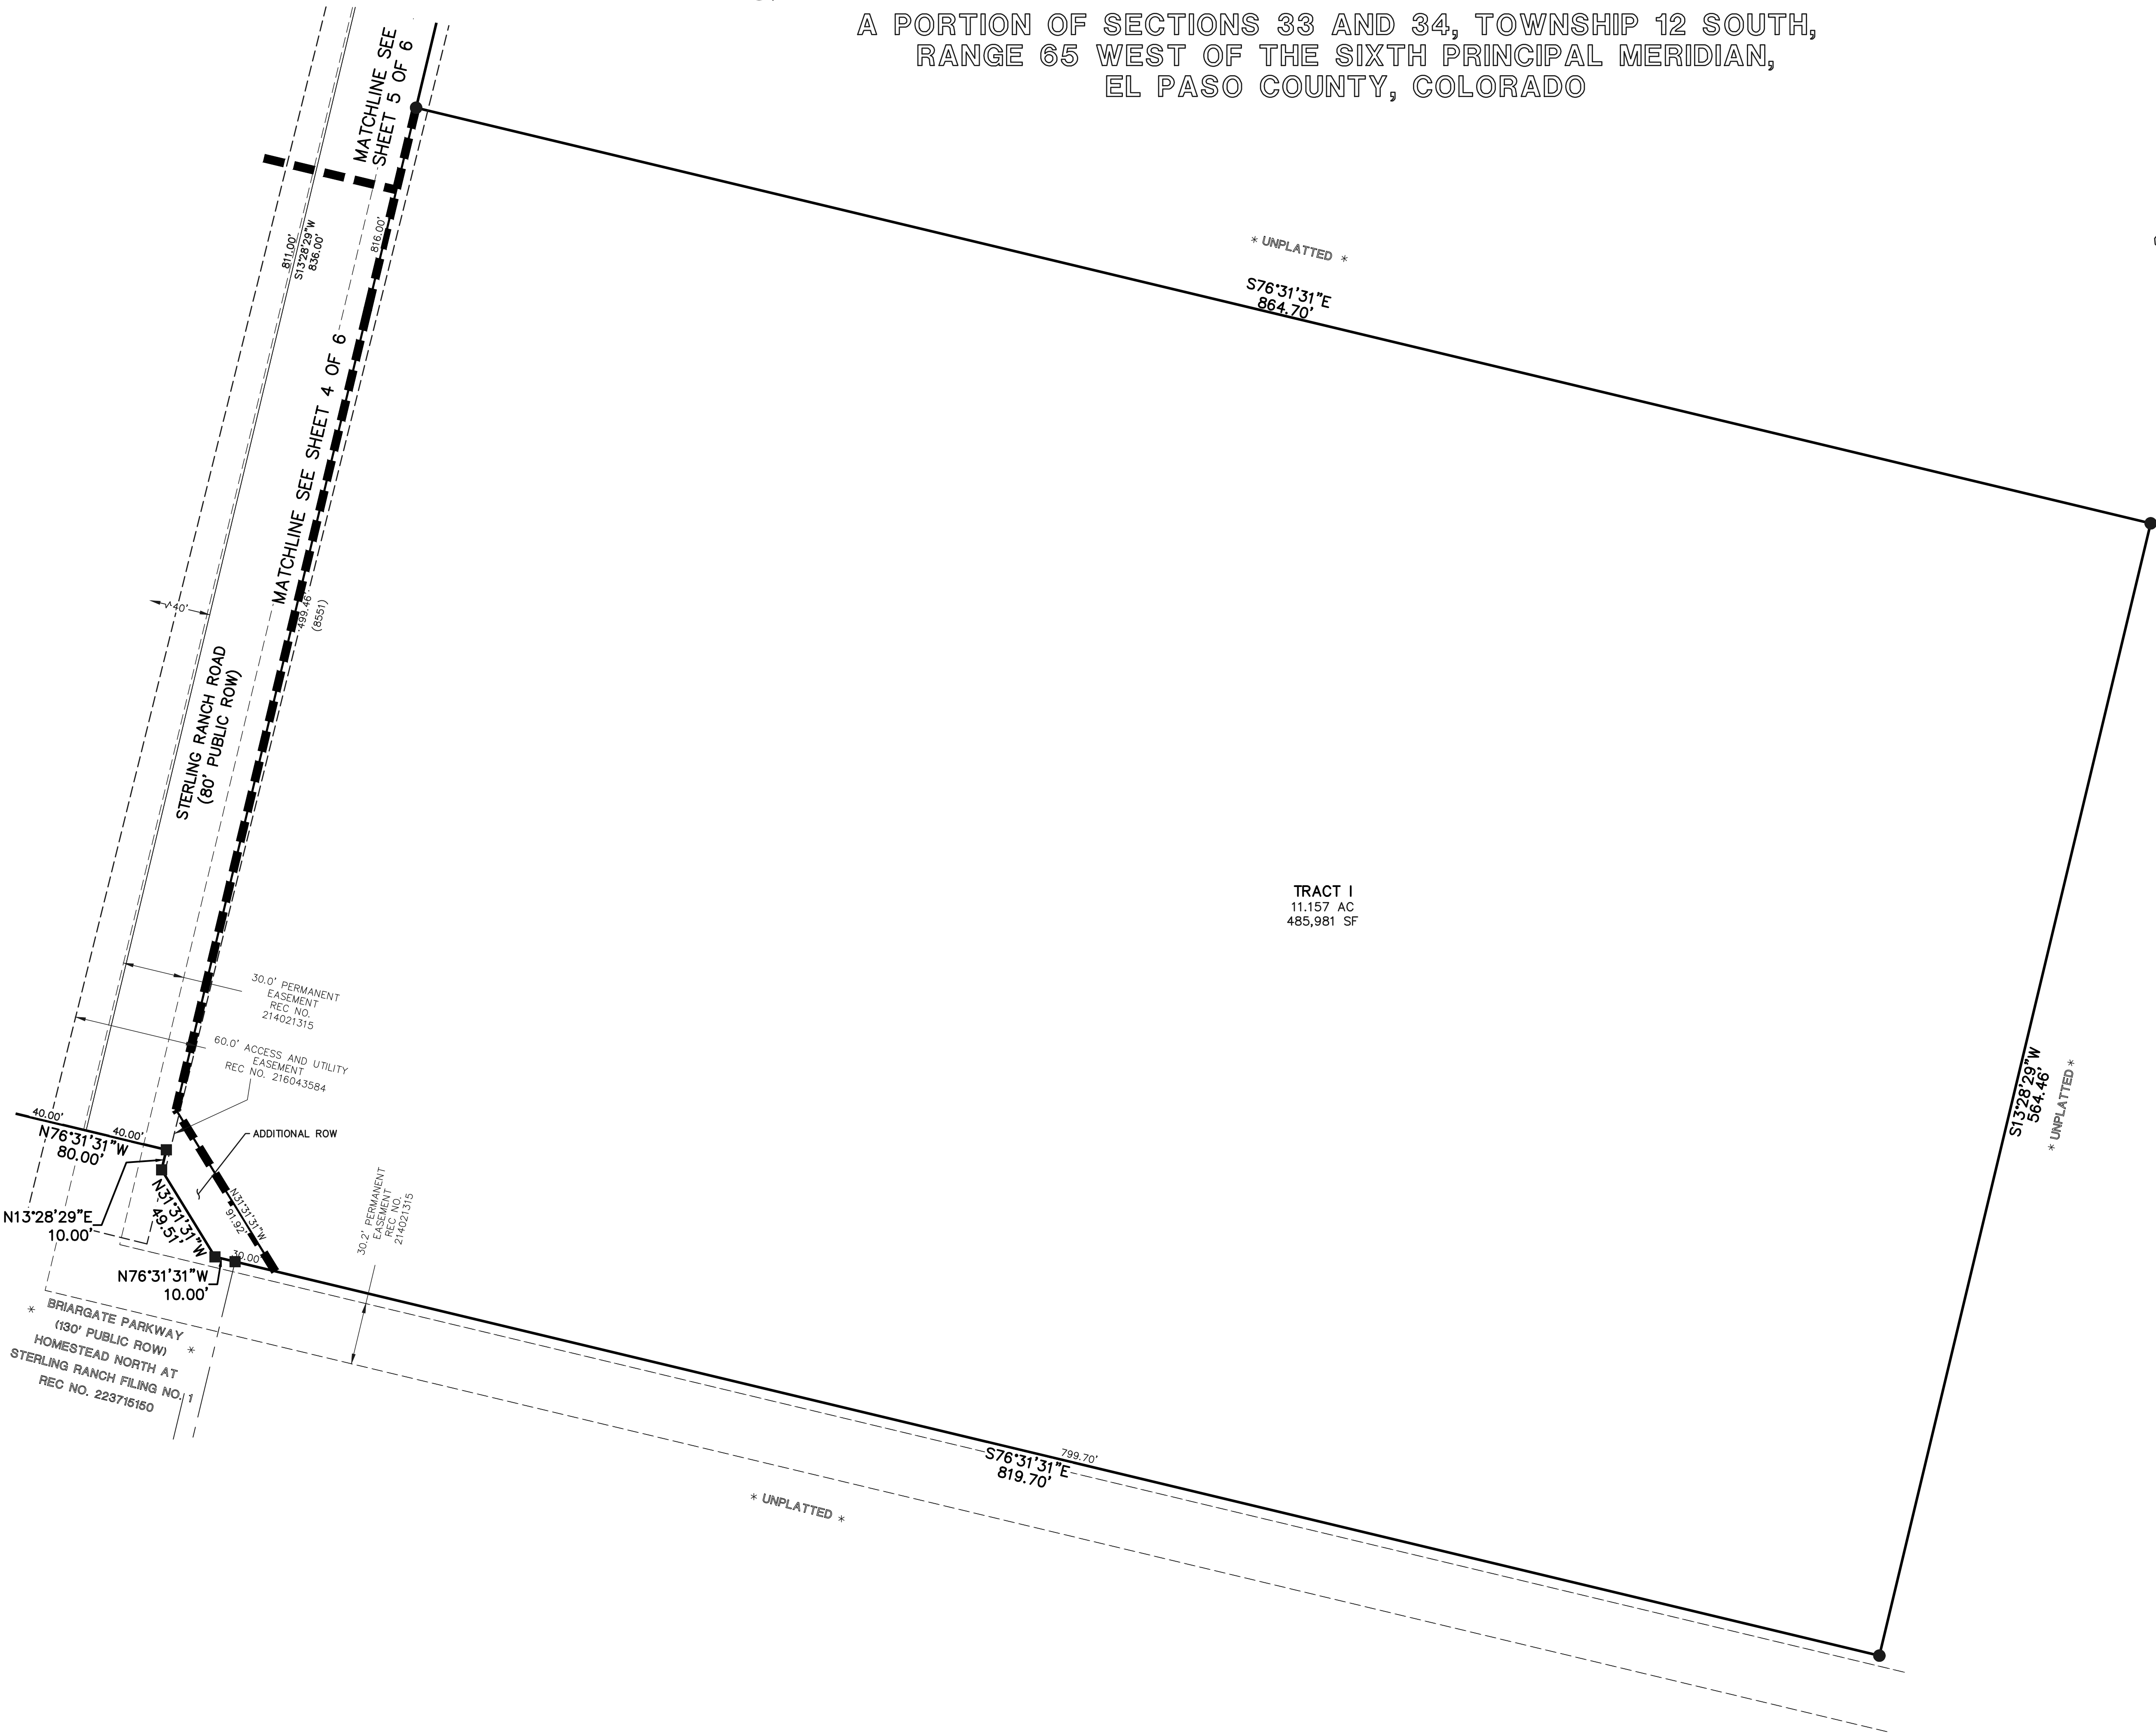 A PORTION OF SECTIONS 33 AND 34, TOWNSHIP 12 SOUTH,
RANGE 65 WEST OF THE SIXTH PRINCIPAL MERIDIAN,
EL PASO COUNTY, COLORADO
MATCHLINE SEE
SHEET 5 OF 6
811.00'
S13°28'29"W
836.00'
816.00'
* UNPLATTED *
S76°31'31"E
864.70'
MATCHLINE SEE SHEET 4 OF 6
499.46'
(8551)
40'
STERLING RANCH ROAD
(80' PUBLIC ROW)
TRACT I
11.157 AC
485,981 SF
30.0' PERMANENT
EASEMENT
REC NO.
214021315
60.0' ACCESS AND UTILITY
EASEMENT
REC NO. 216043584
S13°28'29"W
564.46'
* UNPLATTED *
40.00'
40.00'
N76°31'31"W
80.00'
ADDITIONAL ROW
N31°31'31"W
49.51'
N31°31'31"W
91.92'
N13°28'29"E
10.00'
30.00'
N76°31'31"W
10.00'
30.2' PERMANENT
EASEMENT
REC NO.
214021315
* BRIARGATE PARKWAY
(130' PUBLIC ROW) *
HOMESTEAD NORTH AT
STERLING RANCH FILING NO. 1
REC NO. 223715150
799.70'
S76°31'31"E
819.70'
* UNPLATTED *